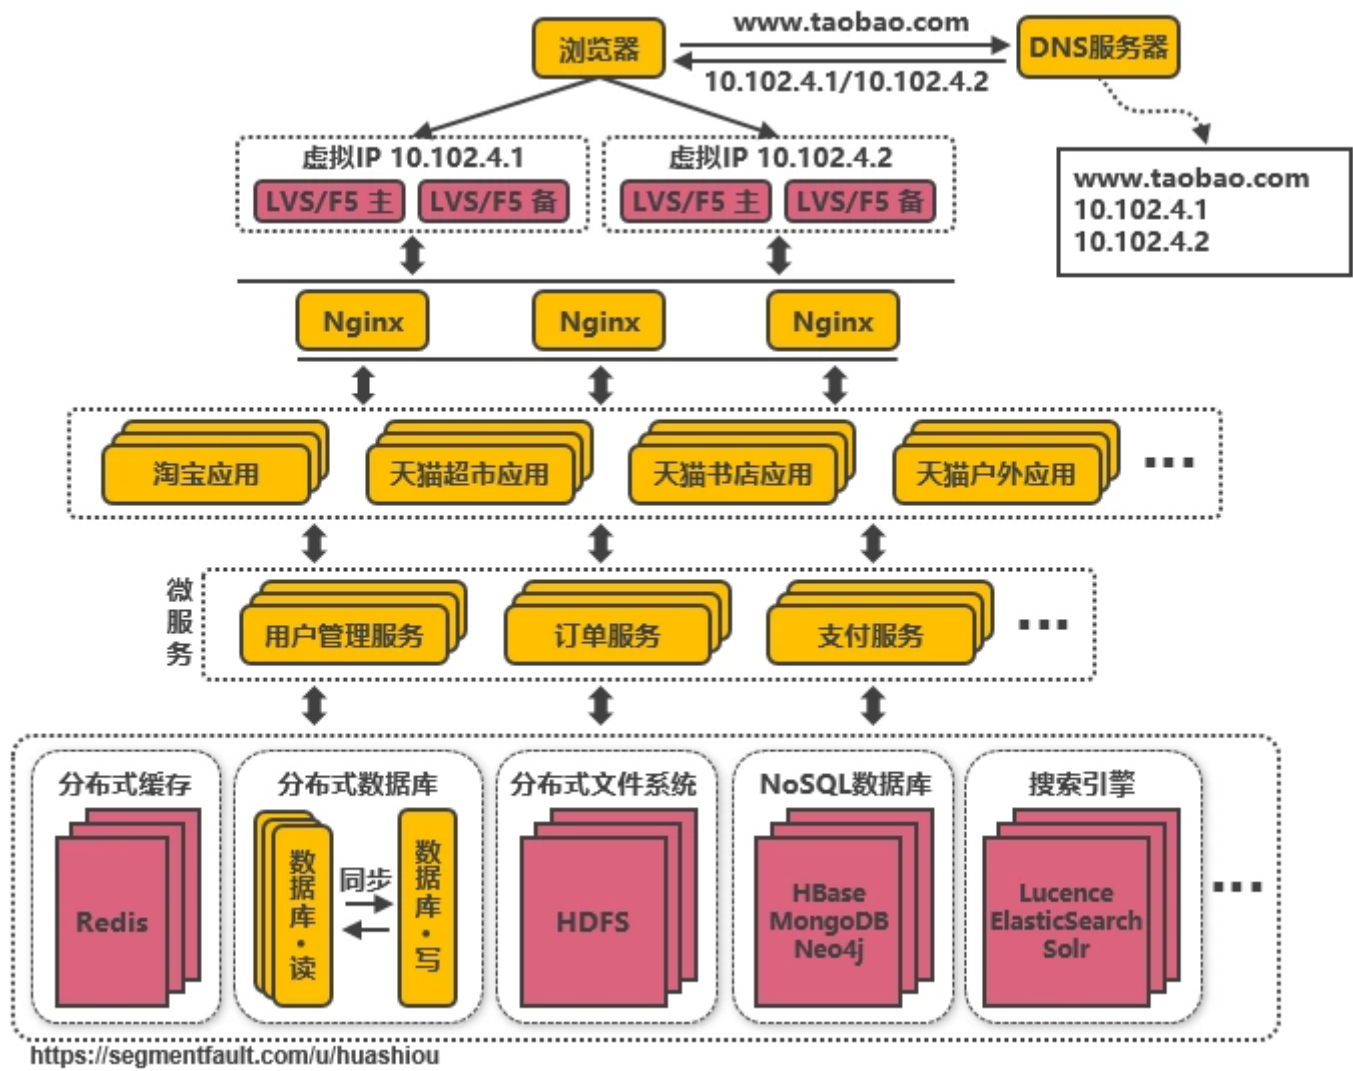 www.taobao.com
浏览器
DNS服务器
10.102.4.1/10.102.4.2
虚拟IP 10.102.4.1
LVS/F5 主
LVS/F5 备
虚拟IP 10.102.4.2
LVS/F5 主
LVS/F5 备
www.taobao.com
10.102.4.1
10.102.4.2
Nginx
Nginx
Nginx
淘宝应用
天猫超市应用
天猫书店应用
天猫户外应用
...
微服务
用户管理服务
订单服务
支付服务
...
分布式缓存
Redis
分布式数据库
数据库·读
同步
数据库·写
分布式文件系统
HDFS
NoSQL数据库
HBase
MongoDB
Neo4j
搜索引擎
Lucence
ElasticSearch
Solr
...
https://segmentfault.com/u/huashiou